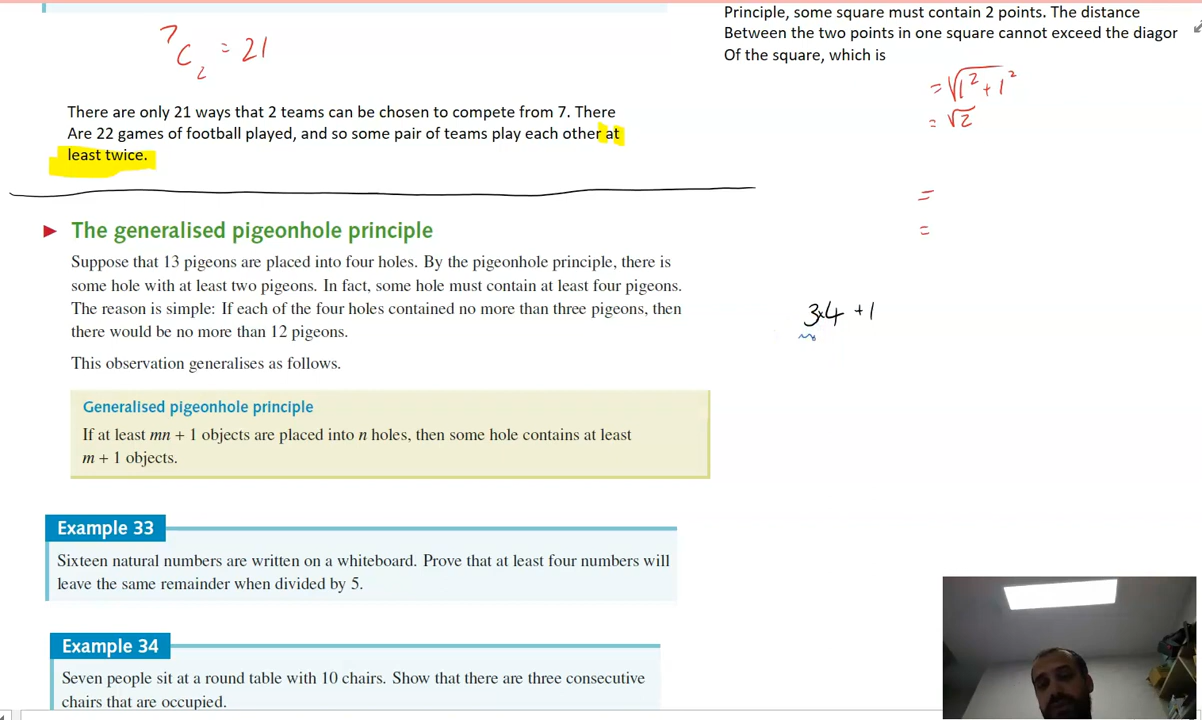 ⁷C₂ = 21
There are only 21 ways that 2 teams can be chosen to compete from 7. There
Are 22 games of football played, and so some pair of teams play each other at
least twice.
The generalised pigeonhole principle
Suppose that 13 pigeons are placed into four holes. By the pigeonhole principle, there is
some hole with at least two pigeons. In fact, some hole must contain at least four pigeons.
The reason is simple: If each of the four holes contained no more than three pigeons, then
there would be no more than 12 pigeons.
This observation generalises as follows.
Generalised pigeonhole principle
If at least mn + 1 objects are placed into n holes, then some hole contains at least
m + 1 objects.
Example 33
Sixteen natural numbers are written on a whiteboard. Prove that at least four numbers will
leave the same remainder when divided by 5.
Example 34
Seven people sit at a round table with 10 chairs. Show that there are three consecutive
chairs that are occupied.
Principle, some square must contain 2 points. The distance
Between the two points in one square cannot exceed the diagor
Of the square, which is
= √1² + 1²
= √2
=
=
3×4 + 1